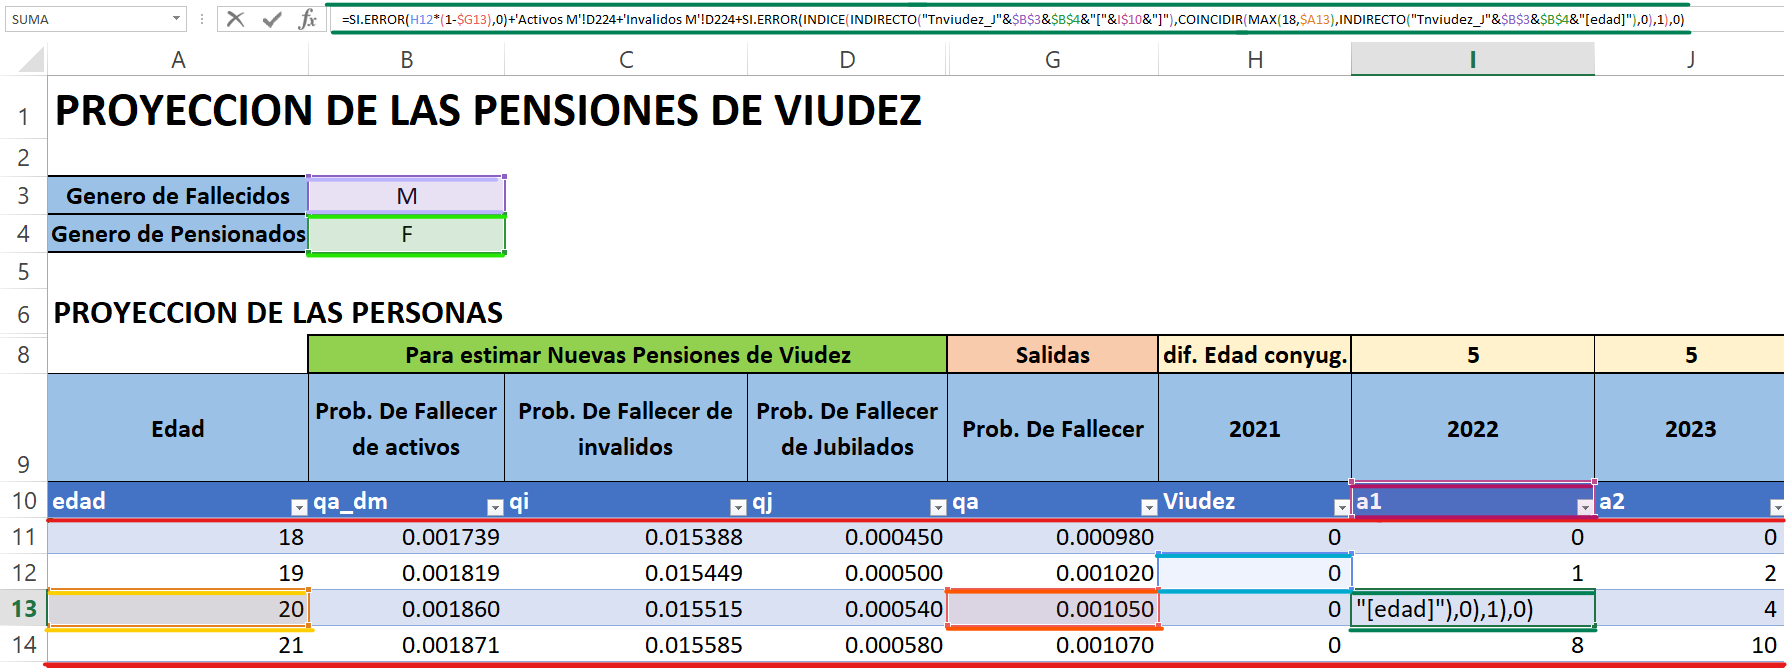 SUMA
fx
=SI.ERROR(H12*(1-$G13),0)+'Activos M'!D224+'Invalidos M'!D224+SI.ERROR(INDICE(INDIRECTO("Tnviudez_J"&$B$3&$B$4&"["&I$10&"]"),COINCIDIR(MAX(18,$A13),INDIRECTO("Tnviudez_J"&$B$3&$B$4&"[edad]"),0),1),0)
A B C D G H I J
1 PROYECCION DE LAS PENSIONES DE VIUDEZ
2
3 Genero de Fallecidos M
4 Genero de Pensionados F
5
6 PROYECCION DE LAS PERSONAS
8 Para estimar Nuevas Pensiones de Viudez Salidas dif. Edad conyug. 5 5
9 Edad Prob. De Fallecer de activos Prob. De Fallecer de invalidos Prob. De Fallecer de Jubilados Prob. De Fallecer 2021 2022 2023
10 edad qa_dm qi qj qa Viudez a1 a2
11 18 0.001739 0.015388 0.000450 0.000980 0 0 0
12 19 0.001819 0.015449 0.000500 0.001020 0 1 2
13 20 0.001860 0.015515 0.000540 0.001050 0 "[edad]"),0),1),0) 4
14 21 0.001871 0.015585 0.000580 0.001070 0 8 10